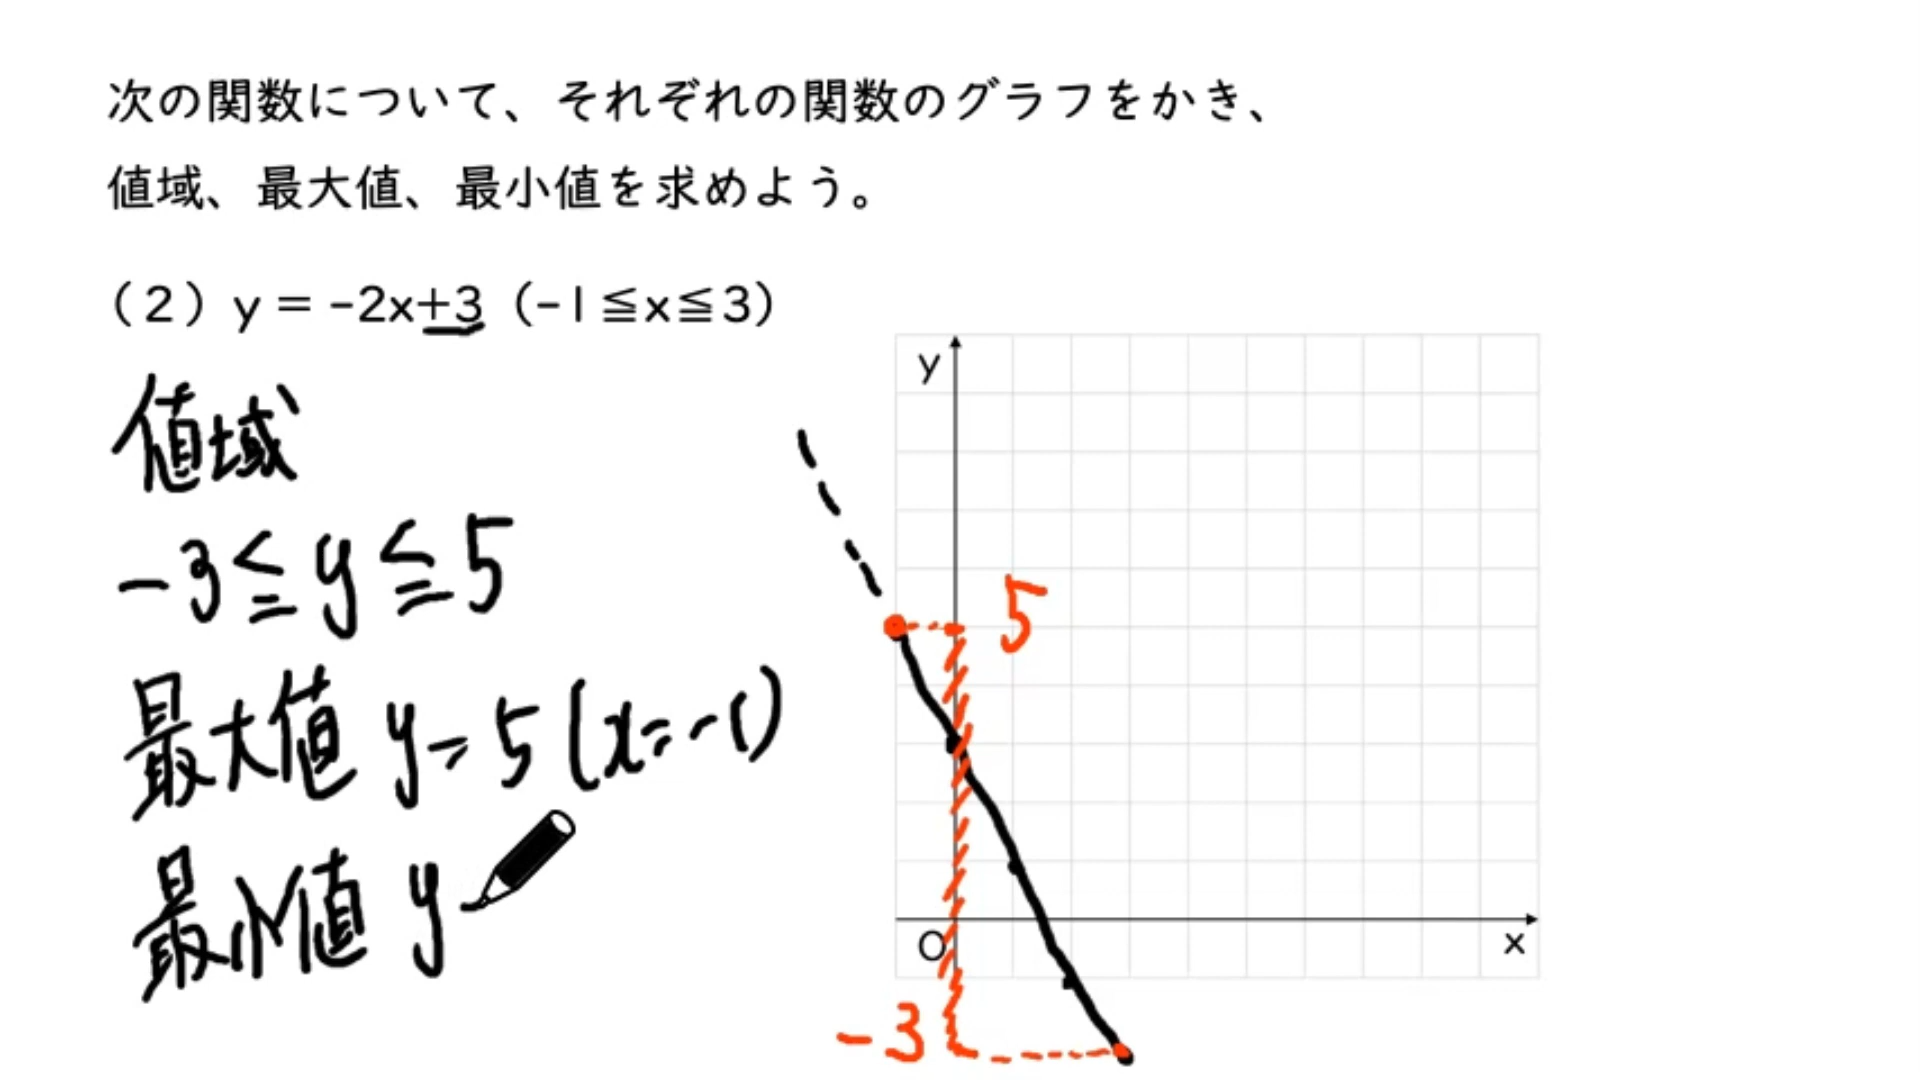 次の関数について、それぞれの関数のグラフをかき、
値域、最大値、最小値を求めよう。
（2）y = -2x+3（-1≦x≦3）
値域
-3≦y≦5
最大値 y=5(x=-1)
最小値 y
y
5
O
x
-3